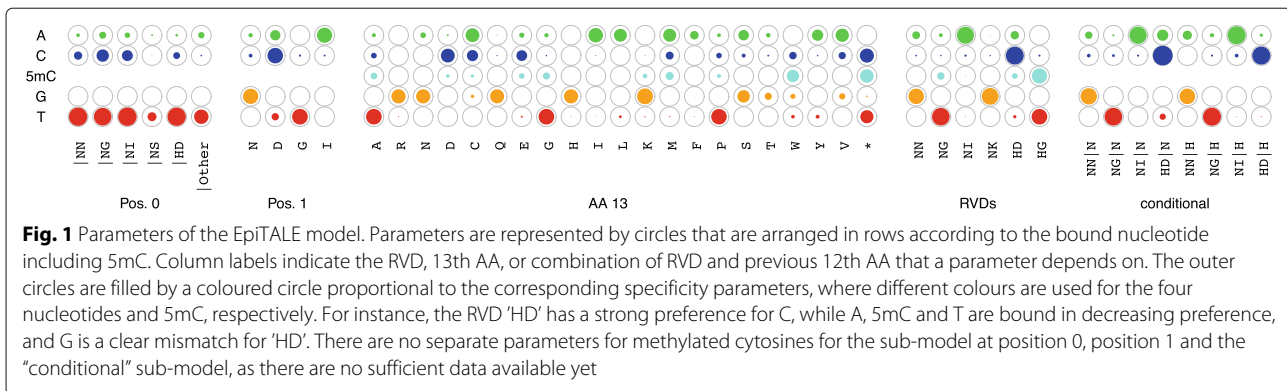 A
C
5mC
G
T
|NN |NG |NI |NS |HD |Other
N D G I
A R N D C Q E G H I L K M F P S T W Y V *
NN NG NI NK HD HG
NN|N NG|N NI|N HD|N NN|H NG|H NI|H HD|H
Pos. 0 Pos. 1 AA 13 RVDs conditional
Fig. 1 Parameters of the EpiTALE model. Parameters are represented by circles that are arranged in rows according to the bound nucleotide
including 5mC. Column labels indicate the RVD, 13th AA, or combination of RVD and previous 12th AA that a parameter depends on. The outer
circles are filled by a coloured circle proportional to the corresponding specificity parameters, where different colours are used for the four
nucleotides and 5mC, respectively. For instance, the RVD ’HD’ has a strong preference for C, while A, 5mC and T are bound in decreasing preference,
and G is a clear mismatch for ’HD’. There are no separate parameters for methylated cytosines for the sub-model at position 0, position 1 and the
“conditional” sub-model, as there are no sufficient data available yet